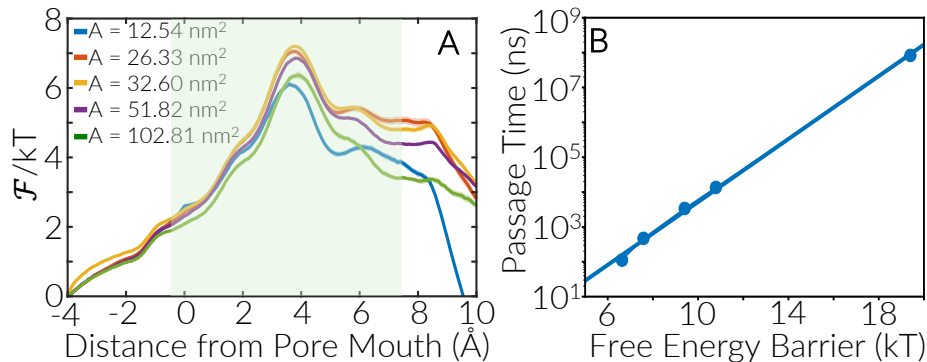 8
6
4
2
0
ℱ/kT
A = 12.54 nm²
A = 26.33 nm²
A = 32.60 nm²
A = 51.82 nm²
A = 102.81 nm²
A
-4 -2 0 2 4 6 8 10
Distance from Pore Mouth (Å)
B
Passage Time (ns)
10⁹
10⁷
10⁵
10³
10¹
6 10 14 18
Free Energy Barrier (kT)